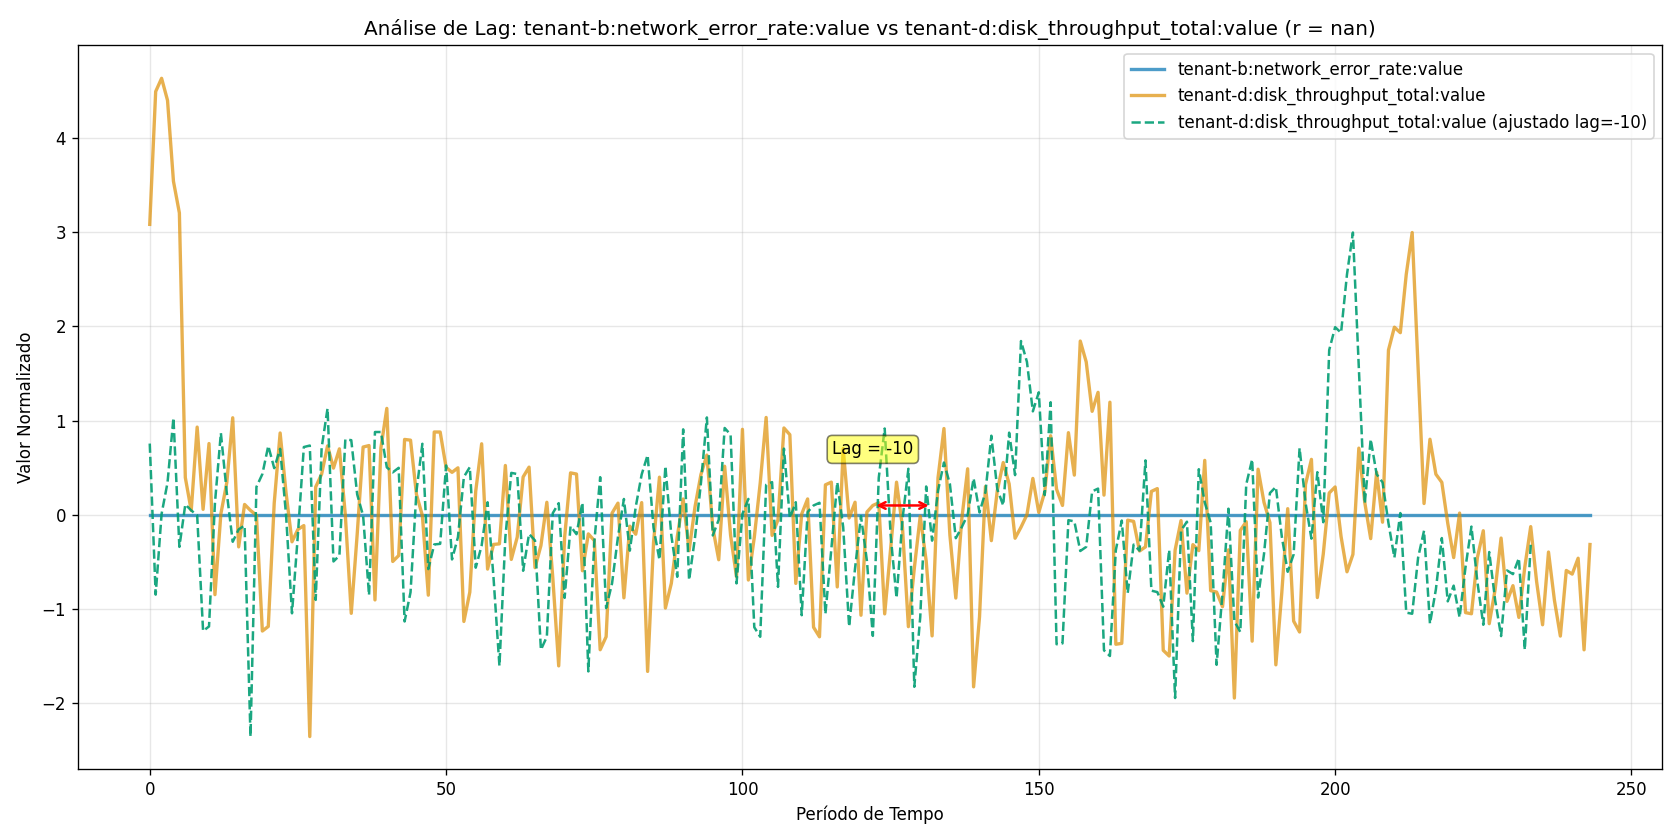 Análise de Lag: tenant-b:network_error_rate:value vs tenant-d:disk_throughput_total:value (r = nan)
tenant-b:network_error_rate:value
tenant-d:disk_throughput_total:value
tenant-d:disk_throughput_total:value (ajustado lag=-10)
Valor Normalizado
4
3
2
1
0
−1
−2
Lag = -10
0
50
100
150
200
250
Período de Tempo